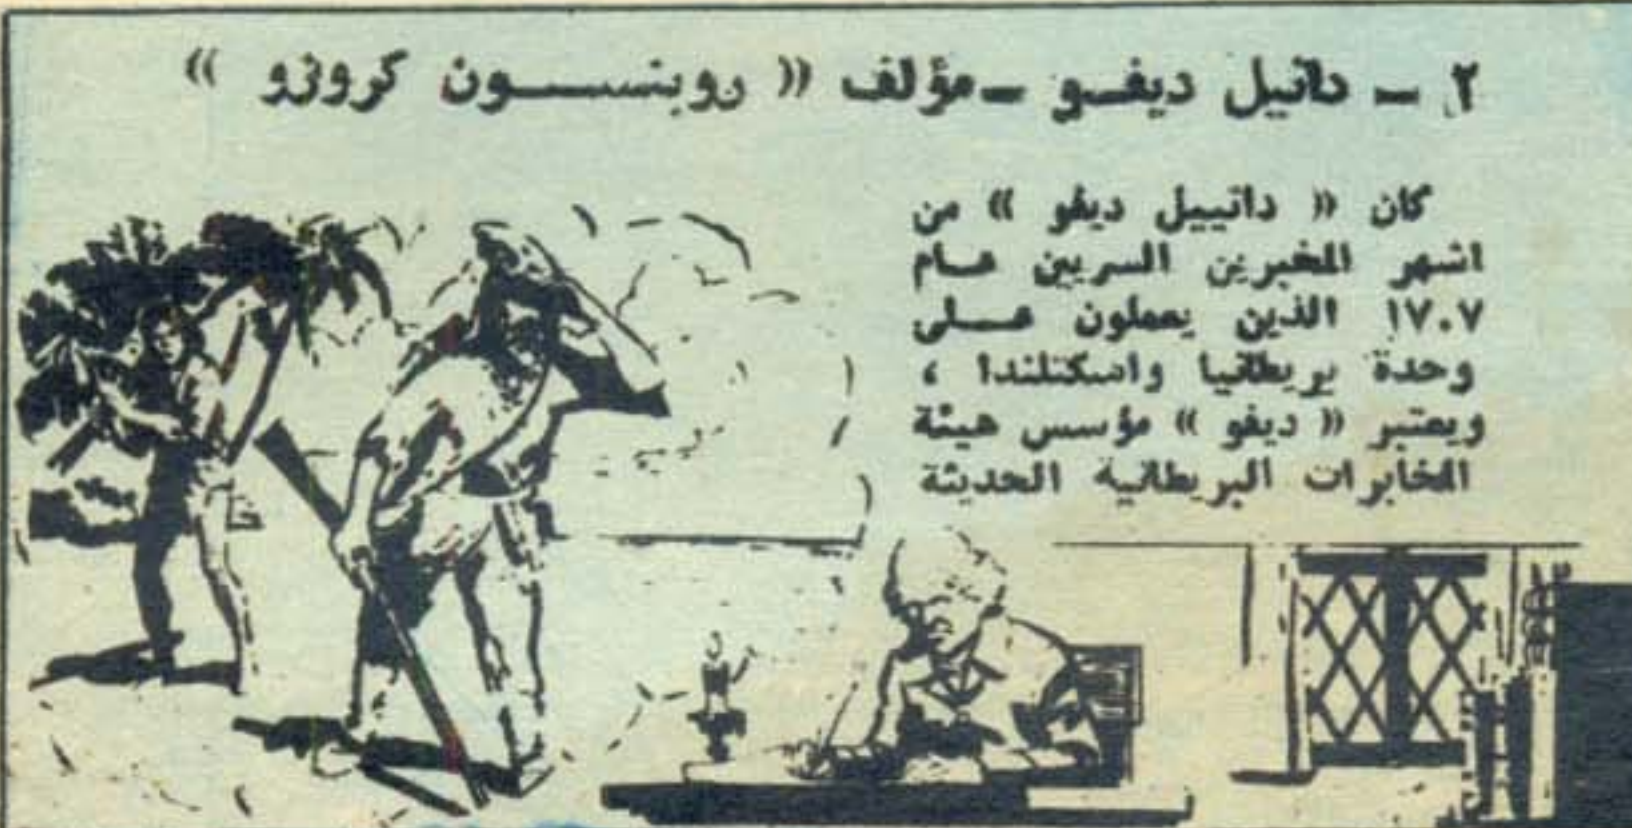 ٢ - دانيل ديفو - مؤلف « روبنسون كروزو »
كان « دانييل ديفو » من
اشهر المخبرين السريين عام
١٧٠٧ الذين يعملون على
وحدة بريطانيا واسكتلندا ،
ويعتبر « ديفو » مؤسس هيئة
المخابرات البريطانية الحديثة